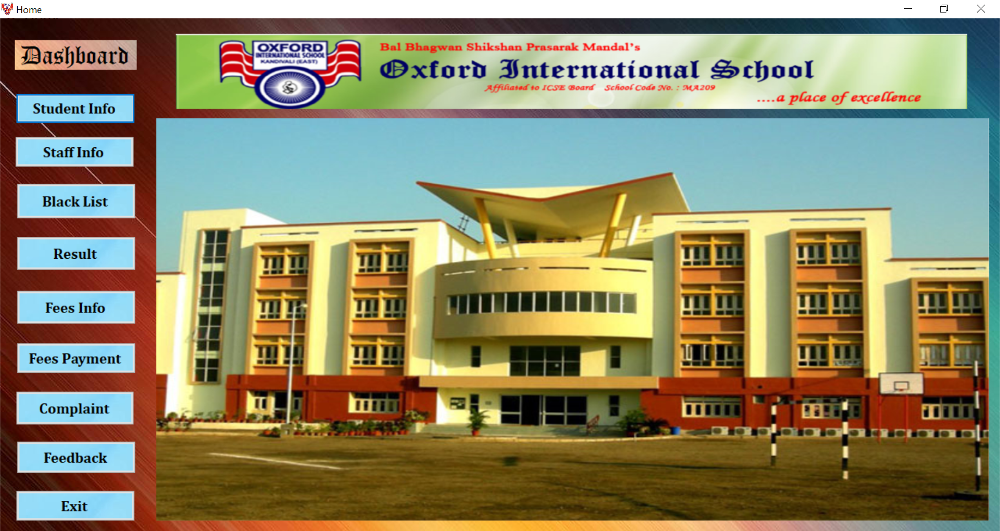 Home
Dashboard
Student Info
Staff Info
Black List
Result
Fees Info
Fees Payment
Complaint
Feedback
Exit
OXFORD
INTERNATIONAL SCHOOL
KANDIVALI (EAST)
Bal Bhagwan Shikshan Prasarak Mandal's
Oxford International School
Affiliated to ICSE Board School Code No. : MA209
....a place of excellence